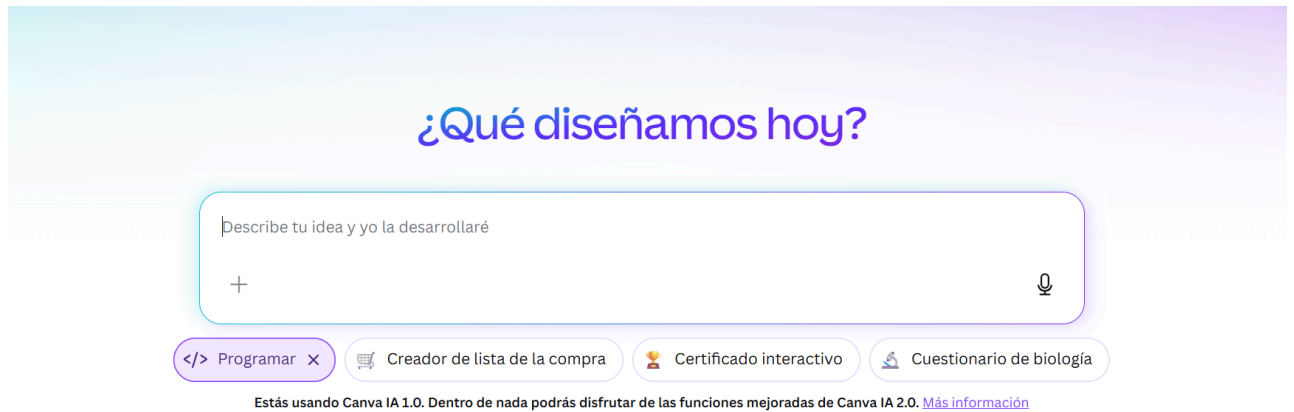 ¿Qué diseñamos hoy?
Describe tu idea y yo la desarrollaré
</> Programar
Creador de lista de la compra
Certificado interactivo
Cuestionario de biología
Estás usando Canva IA 1.0. Dentro de nada podrás disfrutar de las funciones mejoradas de Canva IA 2.0. Más información